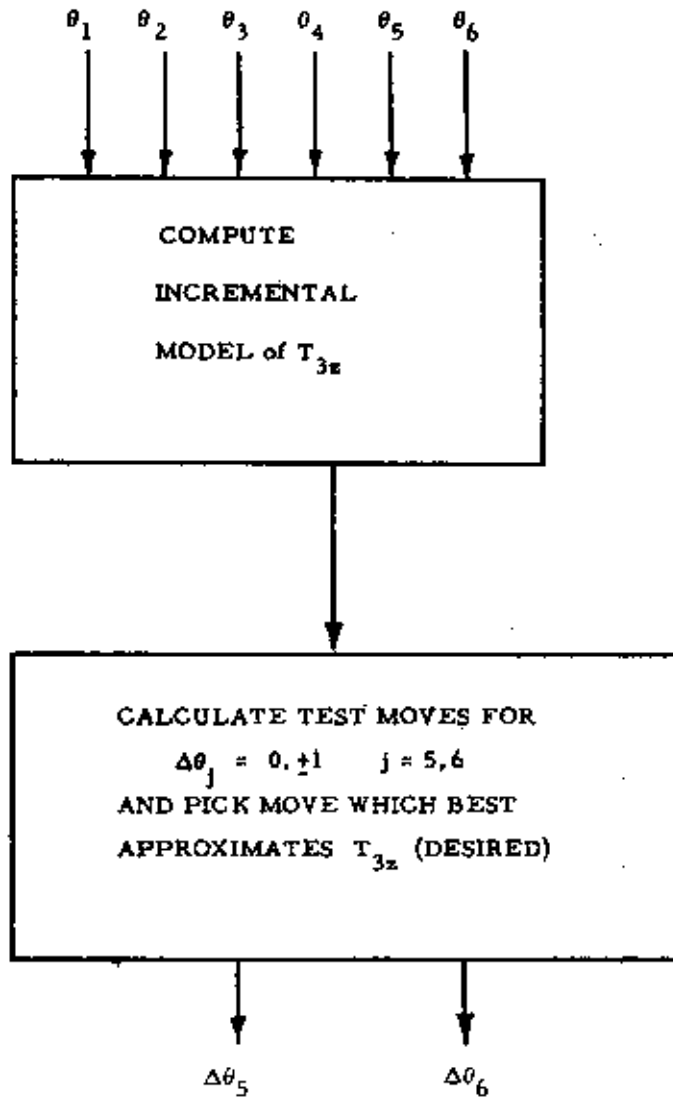 θ₁ θ₂ θ₃ θ₄ θ₅ θ₆
COMPUTE
INCREMENTAL
MODEL of T₃z
CALCULATE TEST MOVES FOR
Δθⱼ = 0, ±1 j = 5, 6
AND PICK MOVE WHICH BEST
APPROXIMATES T₃z (DESIRED)
Δθ₅ Δθ₆